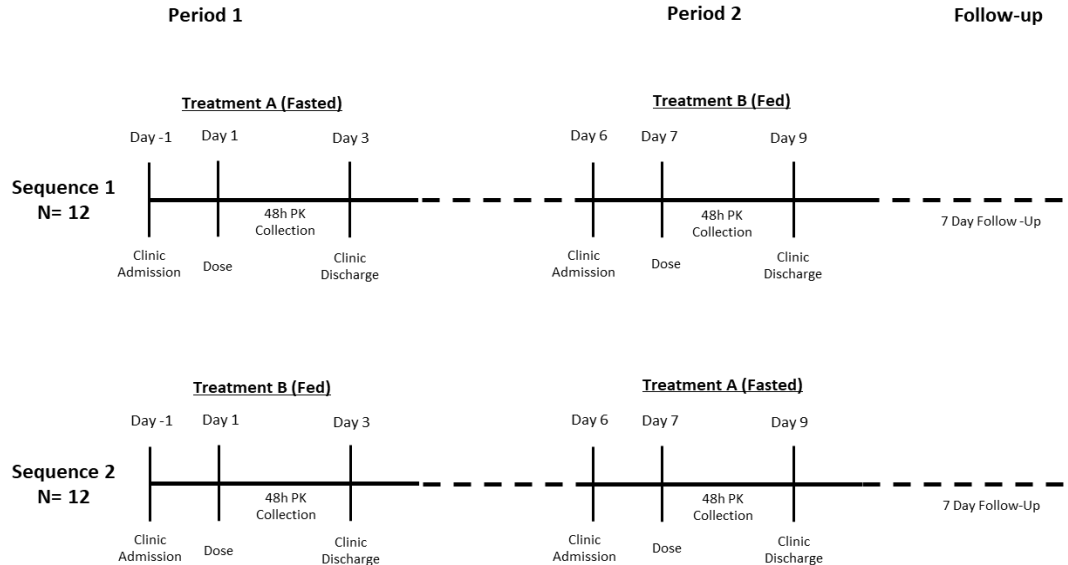 Period 1
Period 2
Follow-up
Treatment A (Fasted)
Treatment B (Fed)
Day -1
Day 1
Day 3
Day 6
Day 7
Day 9
Sequence 1
N= 12
48h PK
Collection
48h PK
Collection
7 Day Follow -Up
Clinic
Admission
Dose
Clinic
Discharge
Clinic
Admission
Dose
Clinic
Discharge
Treatment B (Fed)
Treatment A (Fasted)
Day -1
Day 1
Day 3
Day 6
Day 7
Day 9
Sequence 2
N= 12
48h PK
Collection
48h PK
Collection
7 Day Follow-Up
Clinic
Admission
Dose
Clinic
Discharge
Clinic
Admission
Dose
Clinic
Discharge